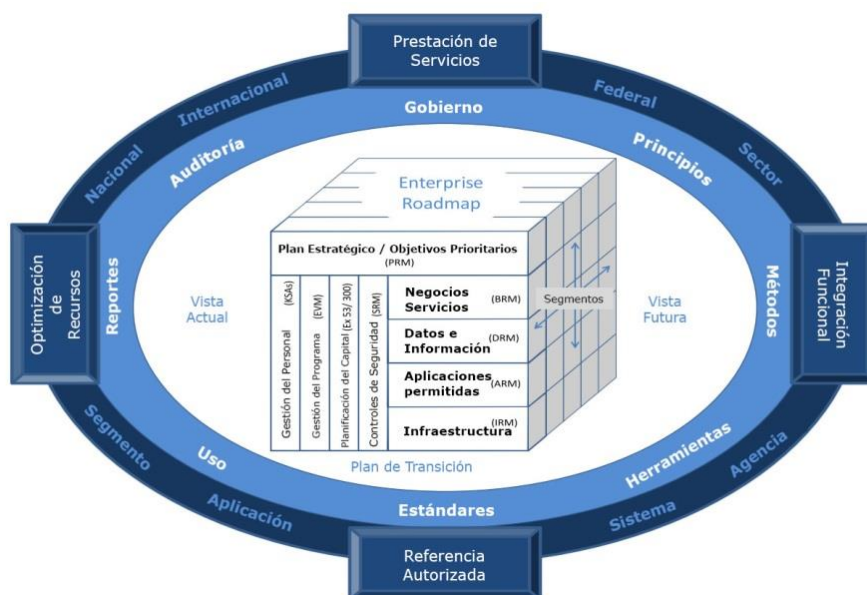 Prestación de
Servicios
Internacional
Federal
Nacional
Sector
Gobierno
Auditoría
Principios
Enterprise
Roadmap
Plan Estratégico / Objetivos Prioritarios
(PRM)
Optimización
de
Recursos
Reportes
Vista
Actual
Gestión del Personal (KSAs)
Gestión del Programa (EVM)
Planificación del Capital (Ex 53/ 300)
Controles de Seguridad (SRM)
Negocios
Servicios (BRM)
Datos e
Información (DRM)
Aplicaciones
permitidas (ARM)
Infraestructura (IRM)
Segmentos
Vista
Futura
Métodos
Integración
Funcional
Plan de Transición
Uso
Herramientas
Estándares
Segmento
Agencia
Aplicación
Sistema
Referencia
Autorizada